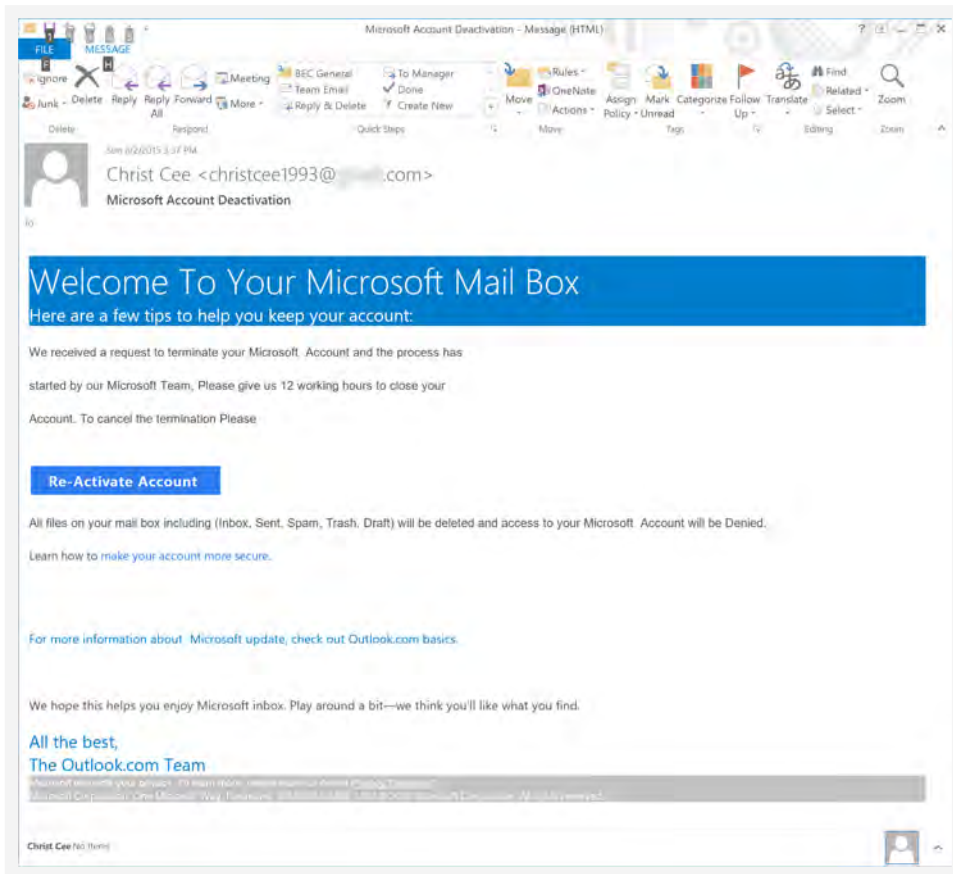 Microsoft Account Deactivation - Message (HTML)
FILE MESSAGE
Ignore
Junk - Delete Reply Reply All Forward Meeting More -
BEC General To Manager
Team Email Done
Reply & Delete Create New
Move Rules - OneNote Actions -
Assign Policy - Mark Unread Categorize Follow Up -
Translate Find Related - Select - Zoom
Delete Respond Quick Steps Move Tags Editing Zoom
Christ Cee <christcee1993@ .com>
Microsoft Account Deactivation
To
Welcome To Your Microsoft Mail Box
Here are a few tips to help you keep your account:
We received a request to terminate your Microsoft Account and the process has
started by our Microsoft Team, Please give us 12 working hours to close your
Account. To cancel the termination Please
Re-Activate Account
All files on your mail box including (Inbox, Sent, Spam, Trash, Draft) will be deleted and access to your Microsoft Account will be Denied.
Learn how to make your account more secure.
For more information about Microsoft update, check out Outlook.com basics.
We hope this helps you enjoy Microsoft inbox. Play around a bit—we think you'll like what you find.
All the best,
The Outlook.com Team
Christ Cee No Items